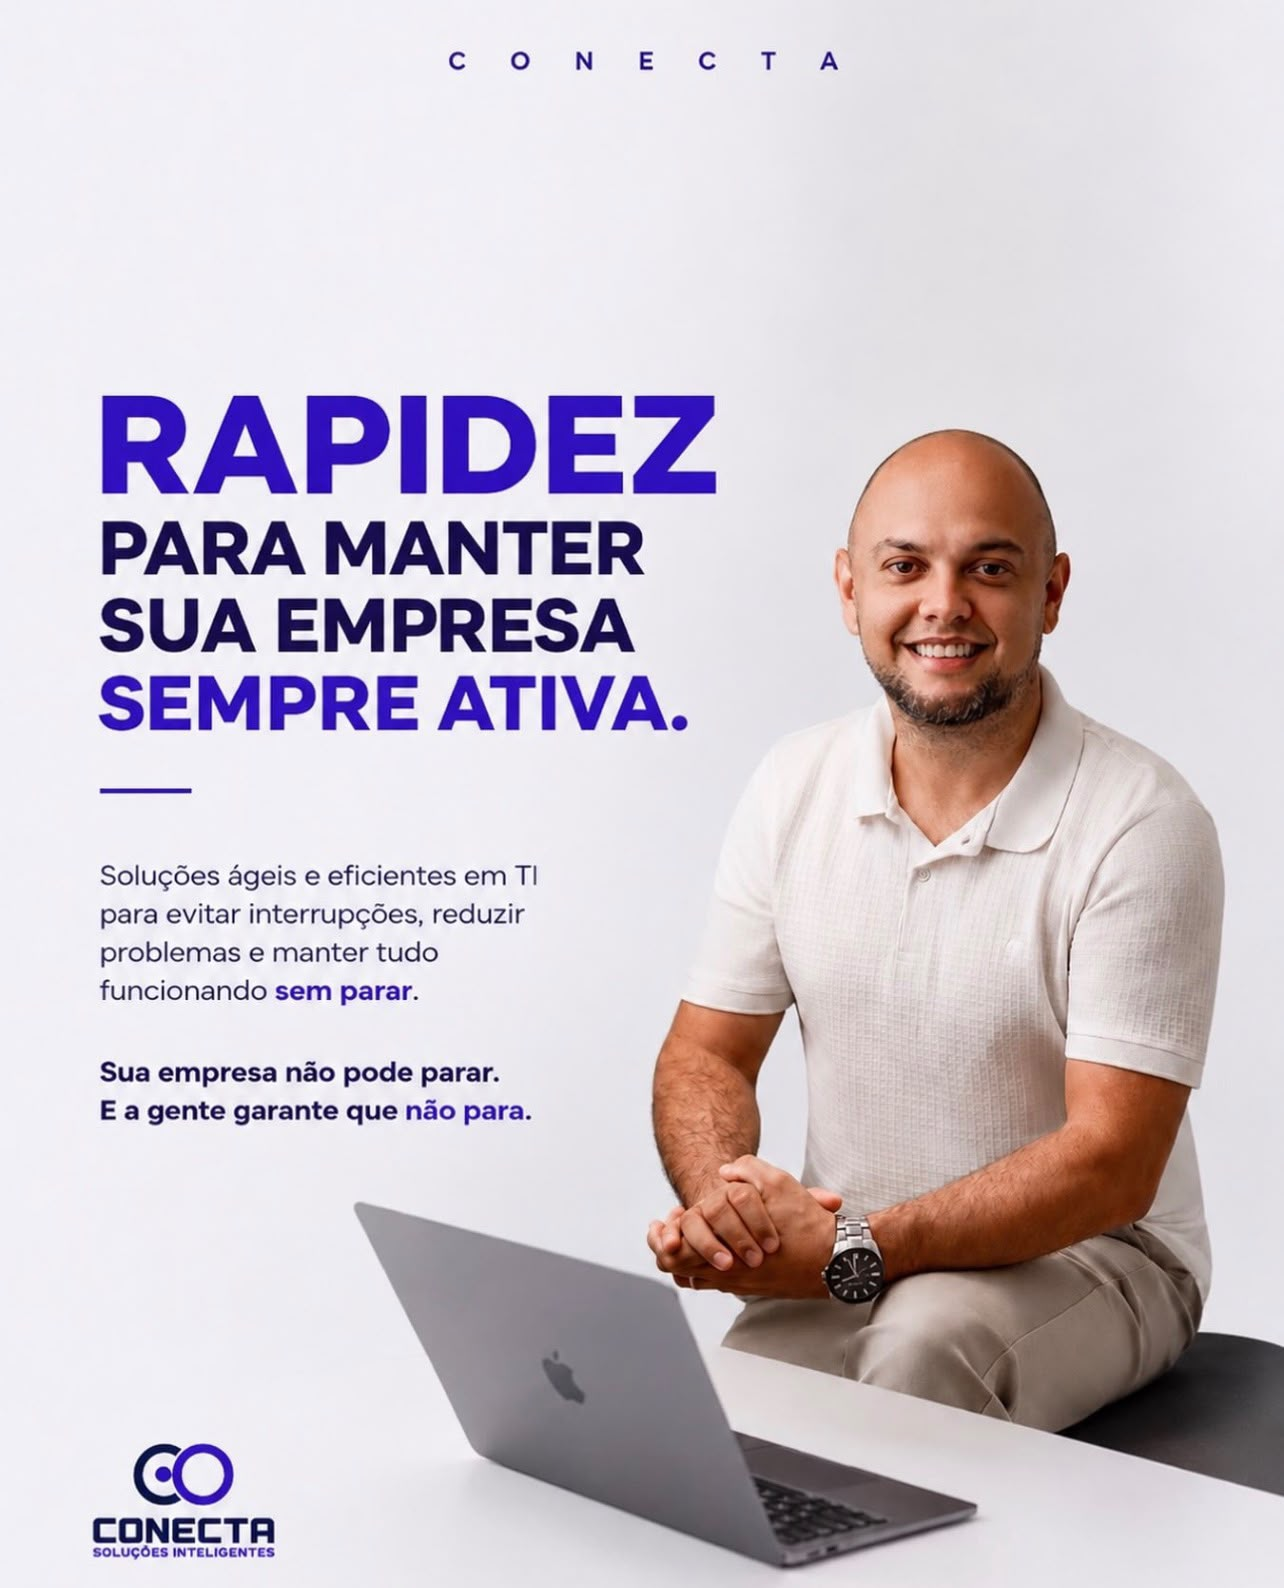 CONECTA
RAPIDEZ
PARA MANTER
SUA EMPRESA
SEMPRE ATIVA.
Soluções ágeis e eficientes em TI
para evitar interrupções, reduzir
problemas e manter tudo
funcionando sem parar.
Sua empresa não pode parar.
E a gente garante que não para.
CONECTA
SOLUÇÕES INTELIGENTES